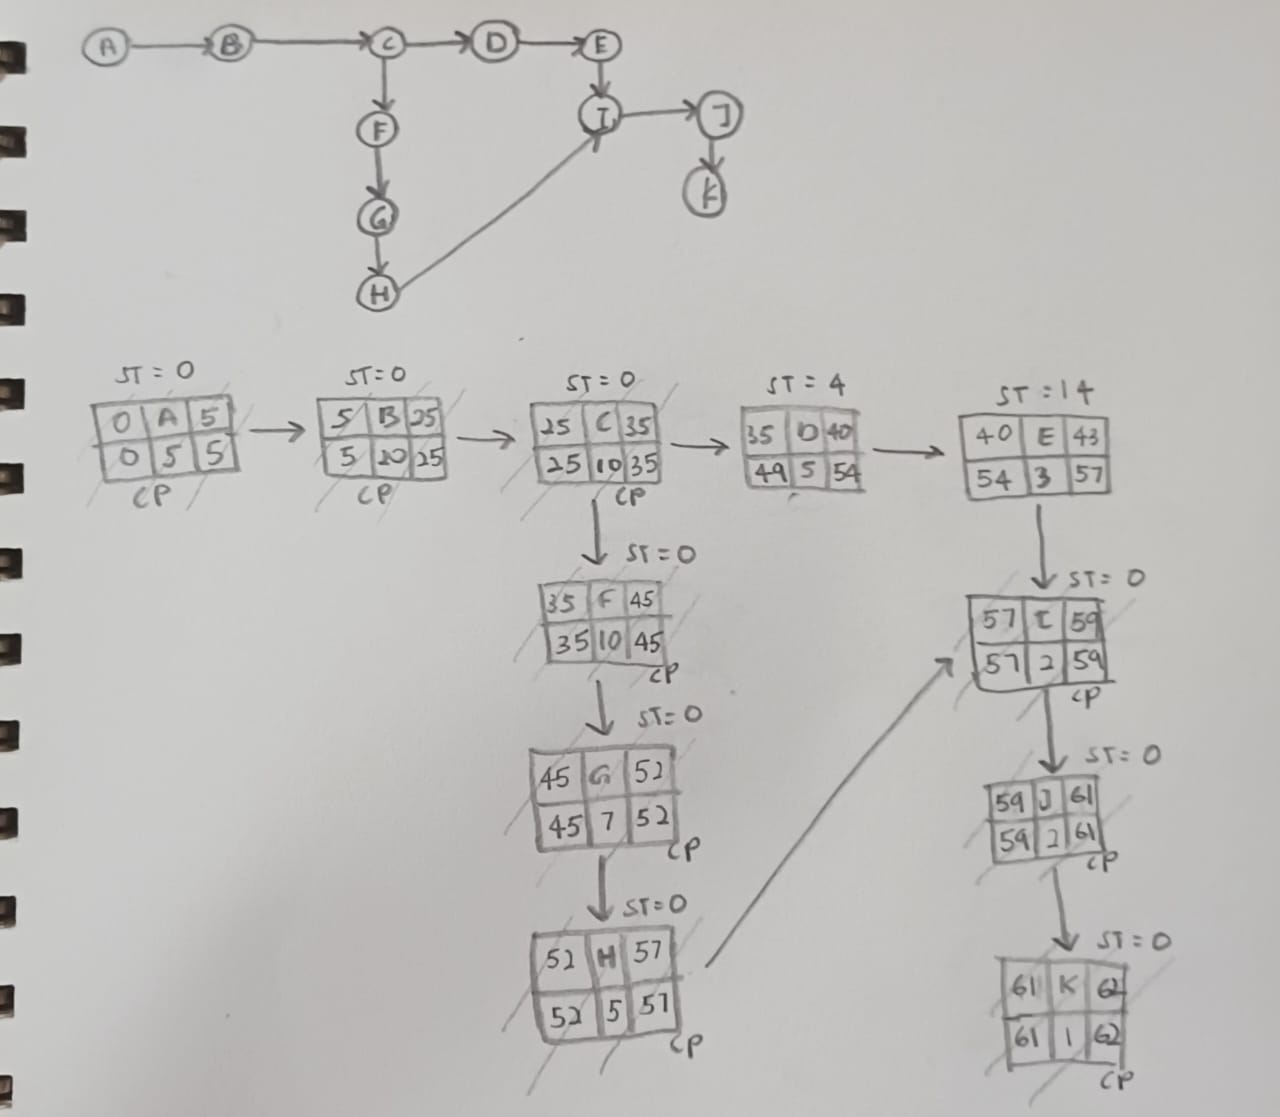 A B C D E
F I J
G K
H
ST = 0 ST=0 ST=0 ST = 4 ST = 14
0 A 5 5 B 25 25 C 35 35 D 40 40 E 43
0 5 5 5 20 25 25 10 35 49 5 54 54 3 57
CP CP CP
ST = 0 ST = 0
35 F 45 57 I 59
35 10 45 57 2 59
CP CP
ST=0 ST = 0
45 G 52 59 J 61
45 7 52 59 2 61
CP CP
ST=0 ST = 0
52 H 57 61 K 62
52 5 57 61 1 62
CP CP